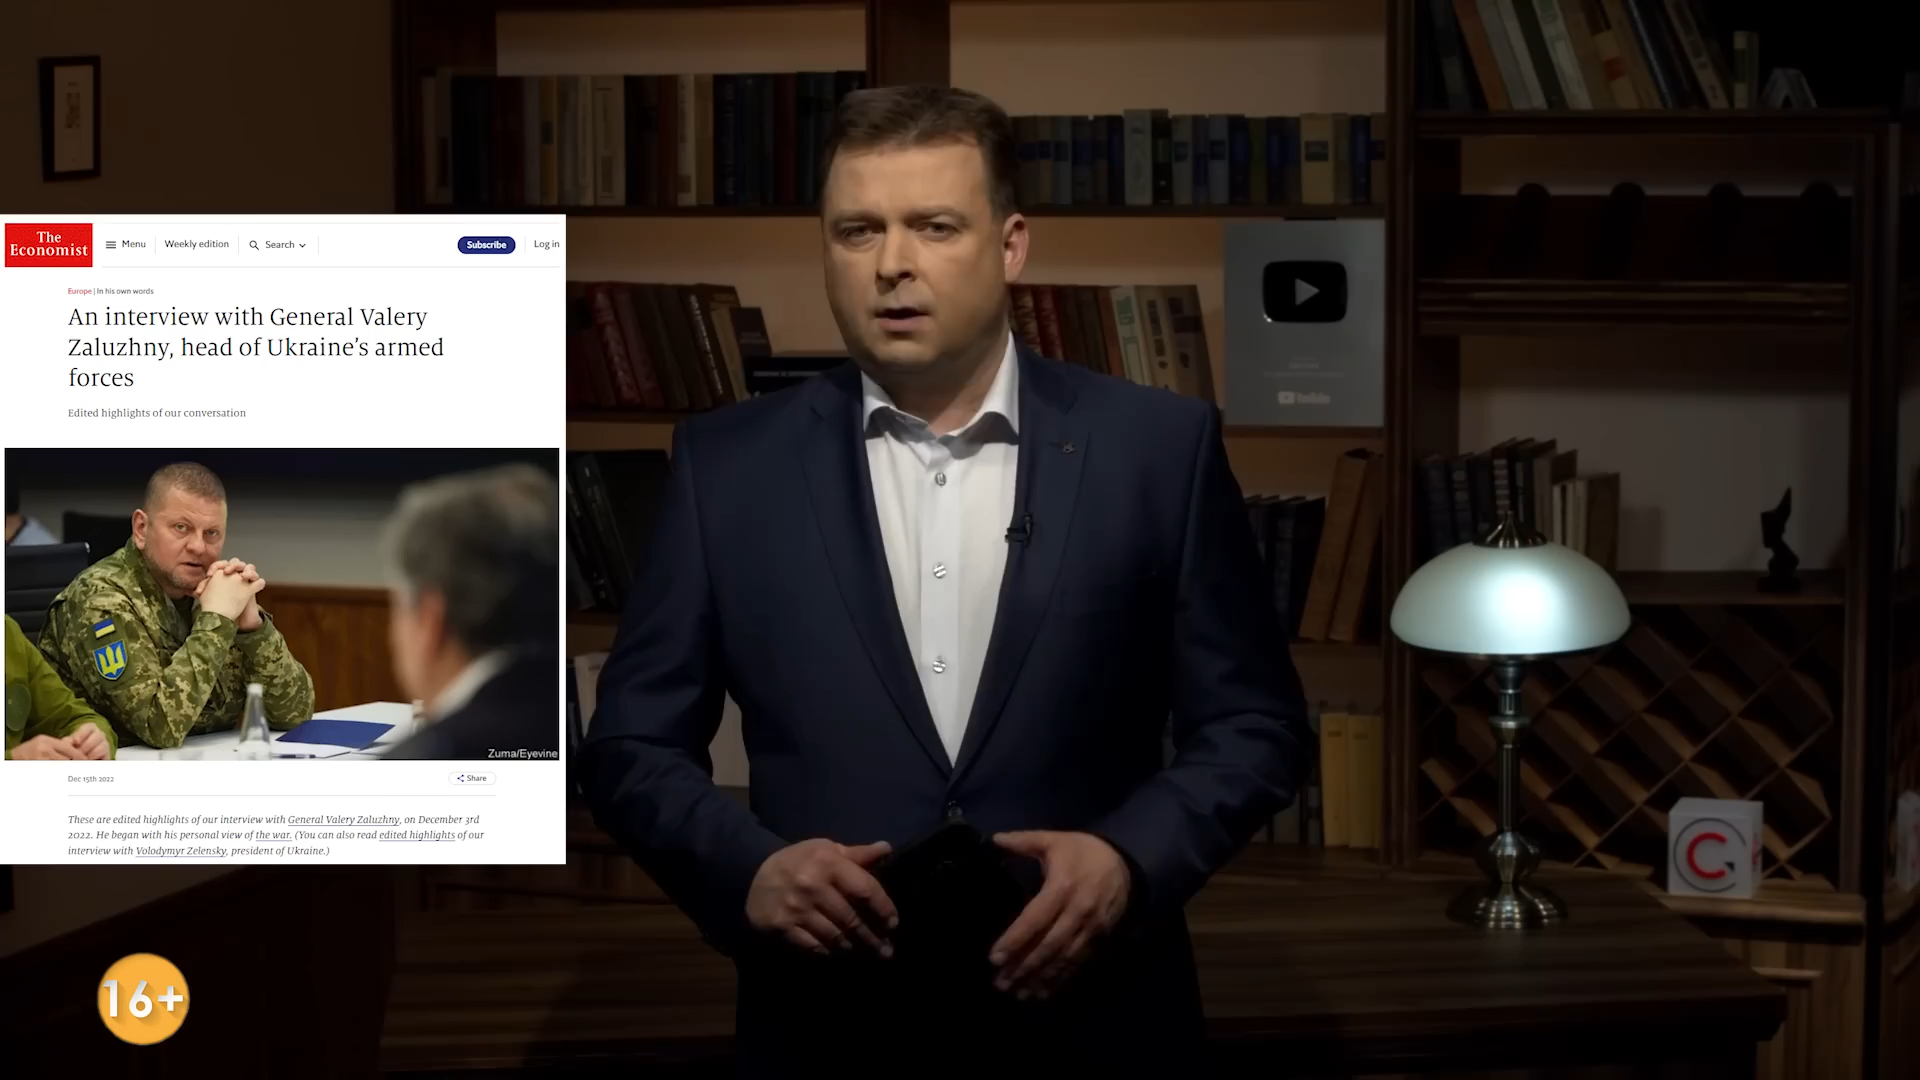 The
Economist
Menu
Weekly edition
Search
Subscribe
Log in
Europe | In his own words
An interview with General Valery
Zaluzhny, head of Ukraine's armed
forces
Edited highlights of our conversation
Zuma/Eyevine
Dec 15th 2022
Share
These are edited highlights of our interview with General Valery Zaluzhny, on December 3rd
2022. He began with his personal view of the war. (You can also read edited highlights of our
interview with Volodymyr Zelensky, president of Ukraine.)
YouTube
16+